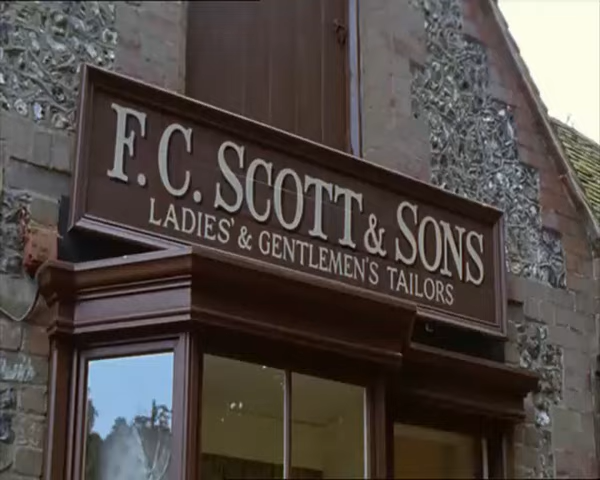 F.C. SCOTT & SONS
LADIES' & GENTLEMEN'S TAILORS